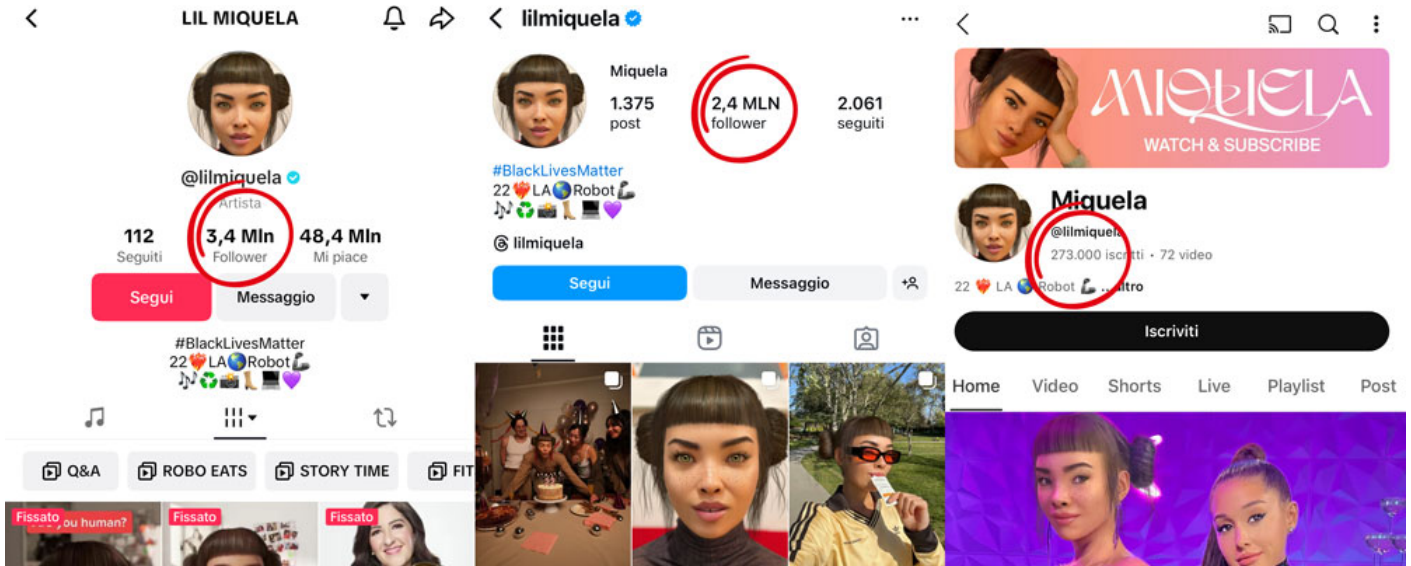 LIL MIQUELA
@lilmiquela
Artista
112
Seguiti
3,4 Mln
Follower
48,4 Mln
Mi piace
Segui
Messaggio
#BlackLivesMatter
22❤️‍🔥LA🌎Robot🦾
🎶♻️📸👢💻💜
Q&A
ROBO EATS
STORY TIME
FIT
Fissato
you human?
Fissato
Fissato
lilmiquela
Miquela
1.375
post
2,4 MLN
follower
2.061
seguiti
#BlackLivesMatter
22❤️‍🔥LA🌎Robot🦾
🎶♻️📸👢💻💜
lilmiquela
Segui
Messaggio
MIQUELA
WATCH & SUBSCRIBE
Miquela
@lilmiquela
273.000 iscritti • 72 video
22 ❤️‍🔥 LA 🌎 Robot 🦾 ...altro
Iscriviti
Home Video Shorts Live Playlist Post